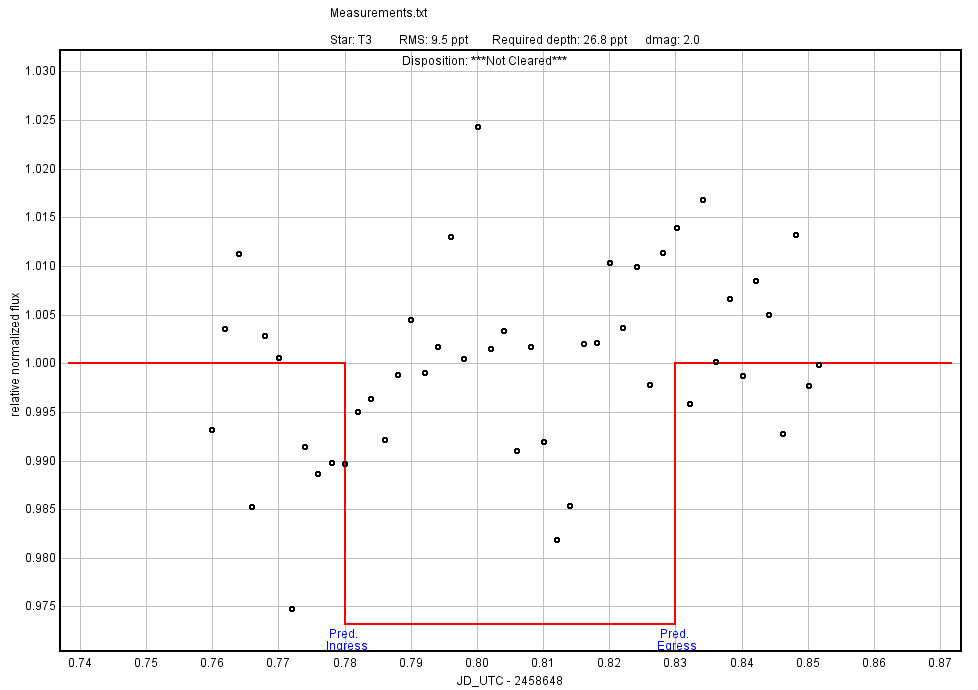 Measurements.txt
Star: T3 RMS: 9.5 ppt Required depth: 26.8 ppt dmag: 2.0
Disposition: ***Not Cleared***
1.030
1.025
1.020
1.015
1.010
1.005
1.000
0.995
0.990
0.985
0.980
0.975
relative normalized flux
Pred. Pred.
Ingress Egress
0.74 0.75 0.76 0.77 0.78 0.79 0.80 0.81 0.82 0.83 0.84 0.85 0.86 0.87
JD_UTC - 2458648